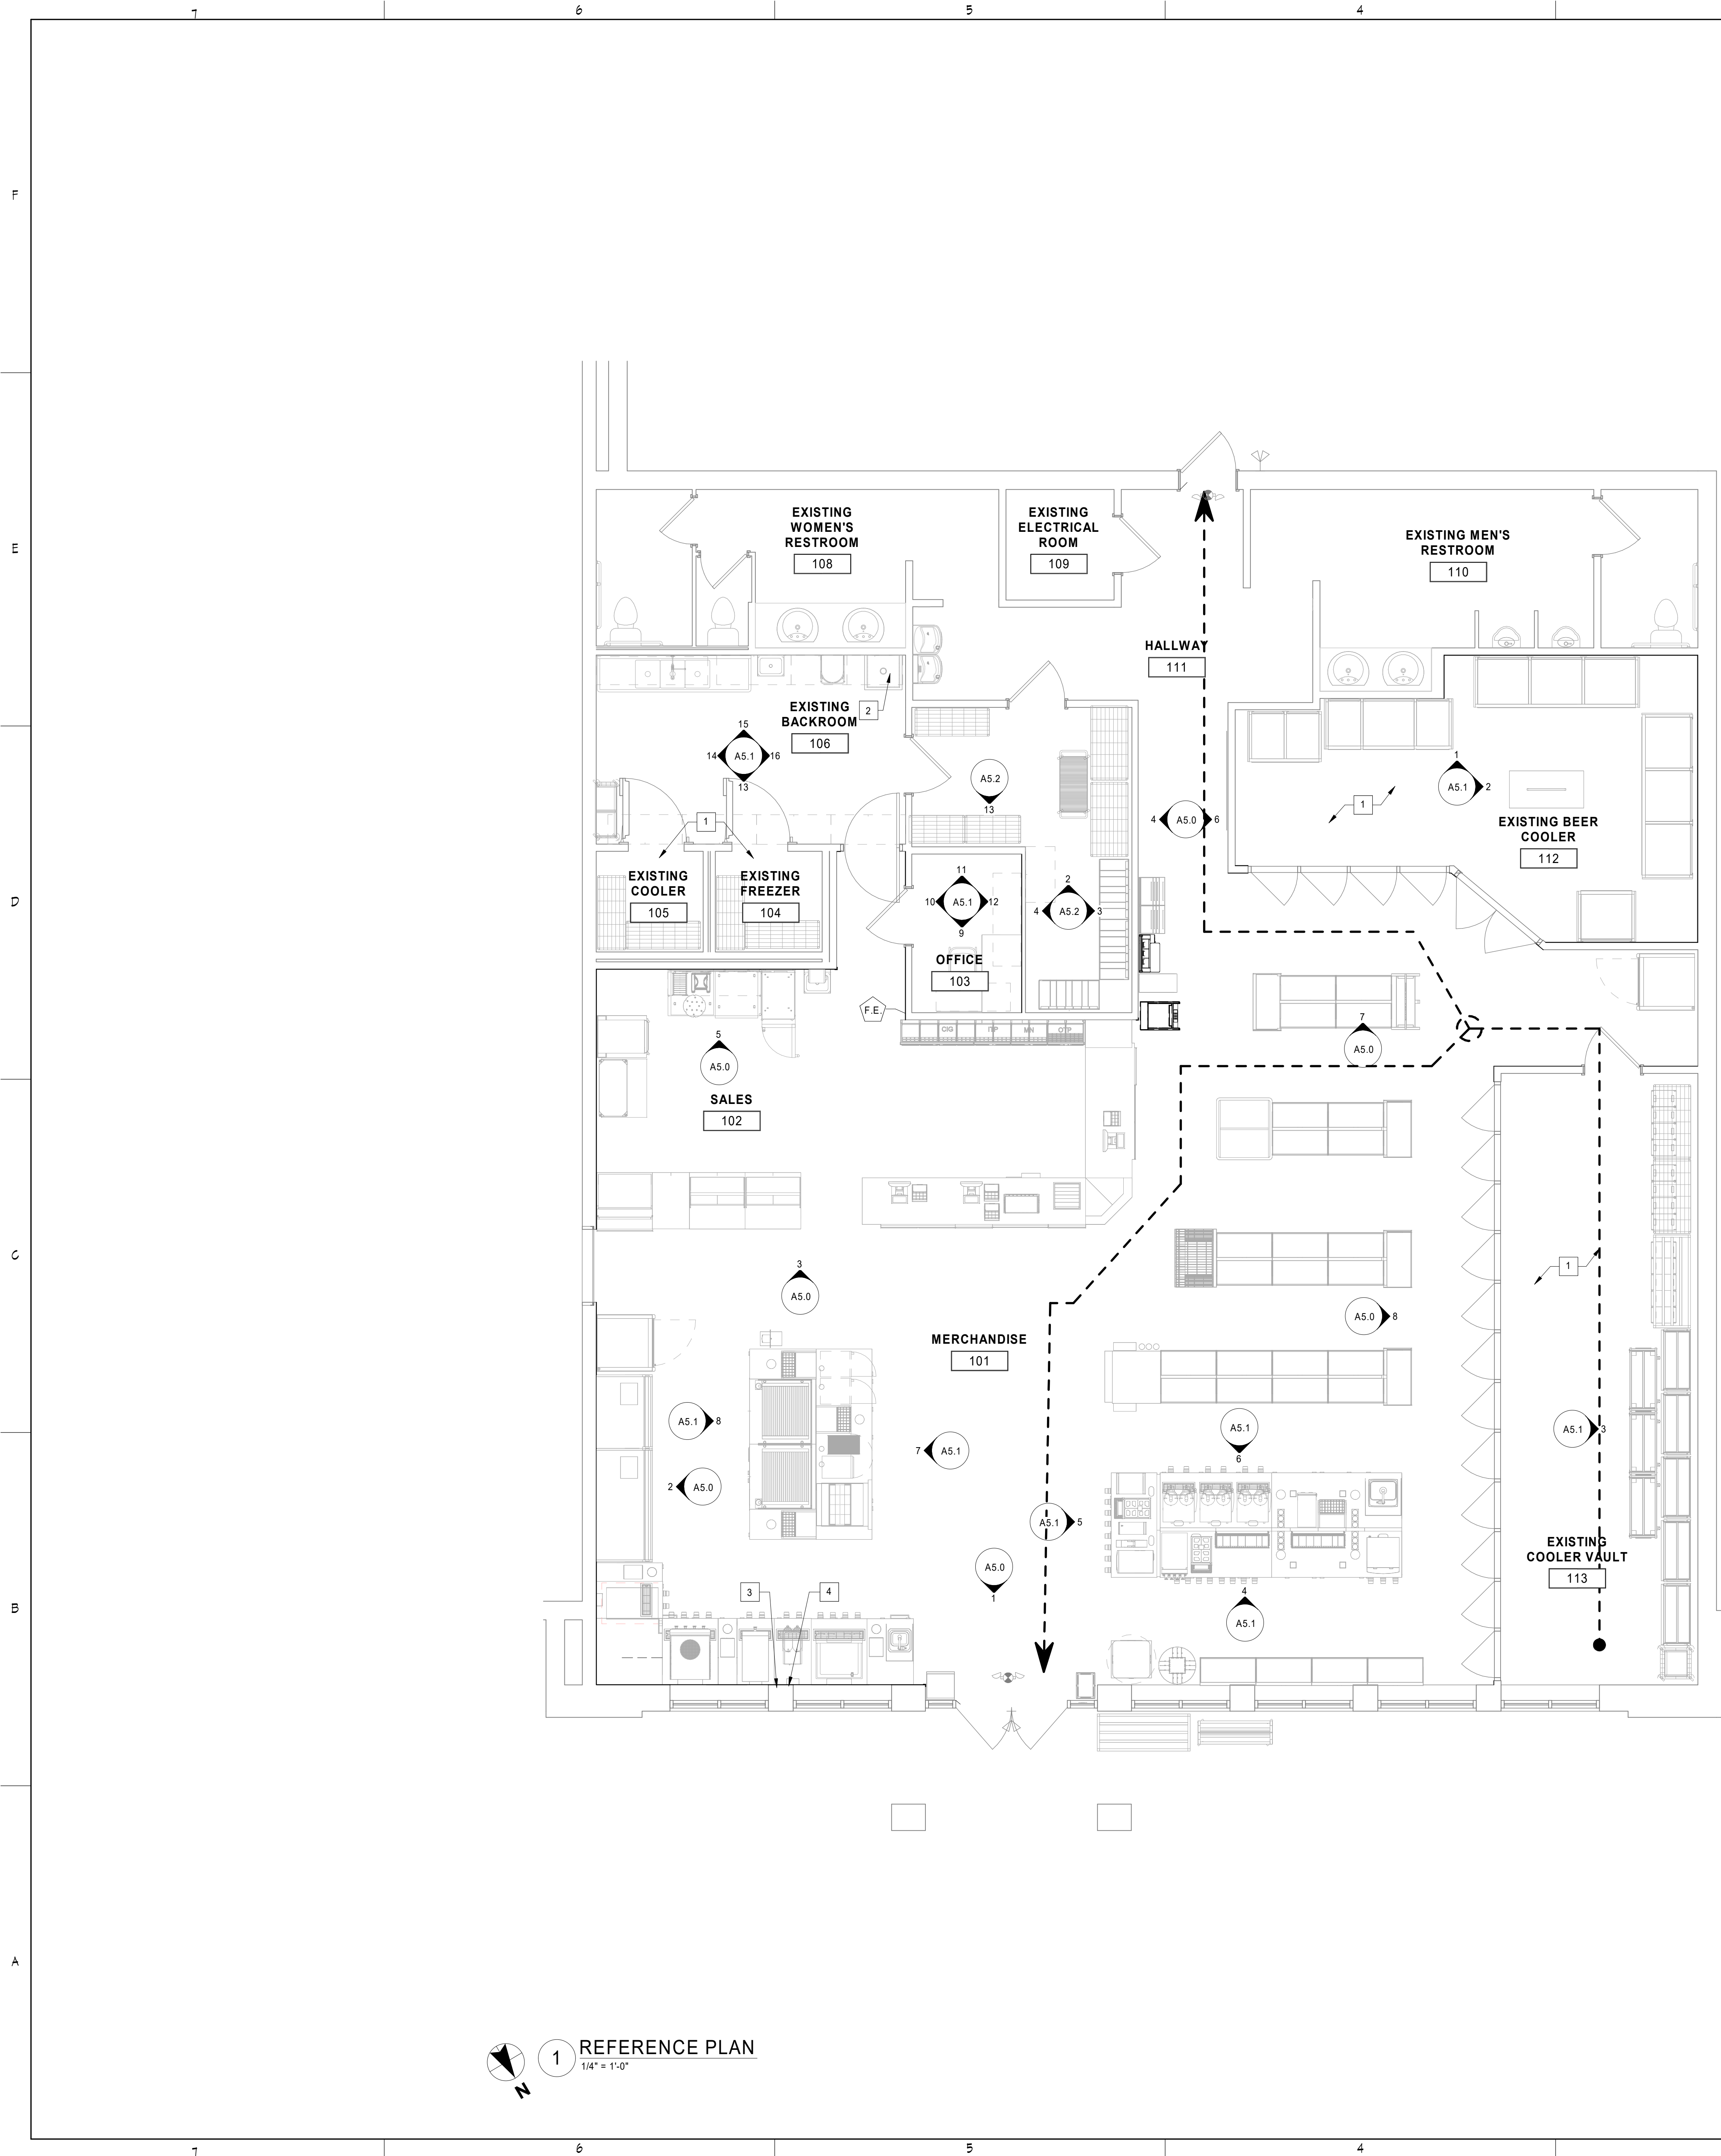 7
6
5
4
F
E
D
C
B
A
EXISTING
WOMEN'S
RESTROOM
108
EXISTING
ELECTRICAL
ROOM
109
EXISTING MEN'S
RESTROOM
110
HALLWAY
111
EXISTING
BACKROOM
106
2
15
14
A5.1
16
13
A5.2
13
4
A5.0
6
1
A5.1
2
1
EXISTING BEER
COOLER
112
1
EXISTING
COOLER
105
EXISTING
FREEZER
104
11
10
A5.1
12
9
2
4
A5.2
3
OFFICE
103
F.E.
CIG
MN
OTP
5
A5.0
7
A5.0
SALES
102
3
A5.0
1
A5.0
8
MERCHANDISE
101
A5.1
8
7
A5.1
A5.1
6
A5.1
3
2
A5.0
A5.1
5
A5.0
1
EXISTING
COOLER VAULT
113
3
4
4
A5.1
1
REFERENCE PLAN
1/4" = 1'-0"
N
7
6
5
4